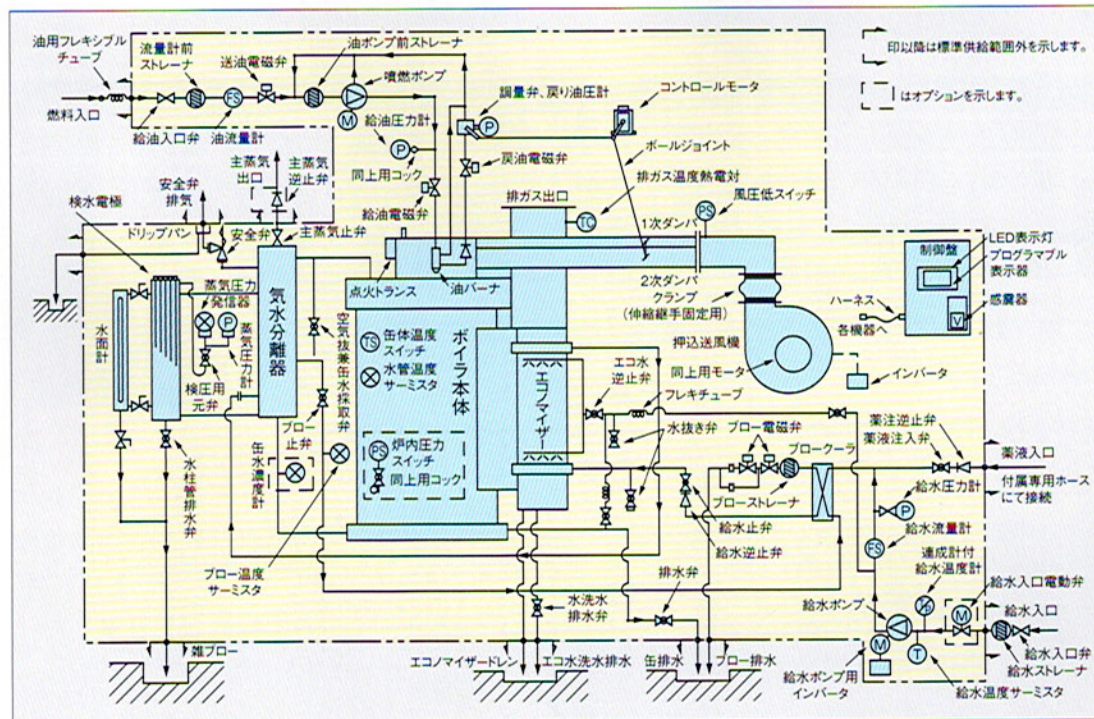 油用フレキシブル
チューブ
流量計前
ストレーナ
送油電磁弁
油ポンプ前ストレーナ
噴燃ポンプ
M
FS
燃料入口
給油入口弁
油流量計
給油圧力計
P
同上用コック
給油電磁弁
調量弁、戻り油圧計
P
戻油電磁弁
コントロールモータ
ボールジョイント
排ガス温度熱電対
排ガス出口
TC
風圧低スイッチ
PS
1次ダンパ
2次ダンパ
クランプ
(伸縮継手固定用)
印以降は標準供給範囲外を示します。
はオプションを示します。
主蒸気
出口
主蒸気
逆止弁
安全弁
排気
検水電極
ドリップパン
安全弁
主蒸気止弁
点火トランス
油バーナ
蒸気圧力
発信器
P
蒸気圧力計
検圧用
元弁
水面計
気水分離器
空気抜兼缶水採取弁
ブロー止弁
缶水濃度計
水柱管排水弁
TS
缶体温度
スイッチ
水管温度
サーミスタ
ボイラ本体
PS
炉内圧力
スイッチ
同上用コック
エコノマイザー
エコ水
逆止弁
フレキチューブ
水抜き弁
ブロー電磁弁
ブロークーラ
ブローストレーナ
給水止弁
給水逆止弁
ブロー温度
サーミスタ
押込送風機
同上用モータ
インバータ
制御盤
LED表示灯
プログラマブル
表示器
感震器
V
ハーネス
各機器へ
薬注逆止弁
薬液注入弁
薬液入口
付属専用ホース
にて接続
給水圧力計
P
給水流量計
FS
連成計付
給水温度計
給水入口電動弁
M
給水入口
給水入口弁
給水ストレーナ
給水ポンプ
M
T
給水ポンプ用
インバータ
給水温度サーミスタ
排水弁
水洗水
排水弁
雑ブロー
エコノマイザードレン
エコ水洗水排水
缶排水
ブロー排水